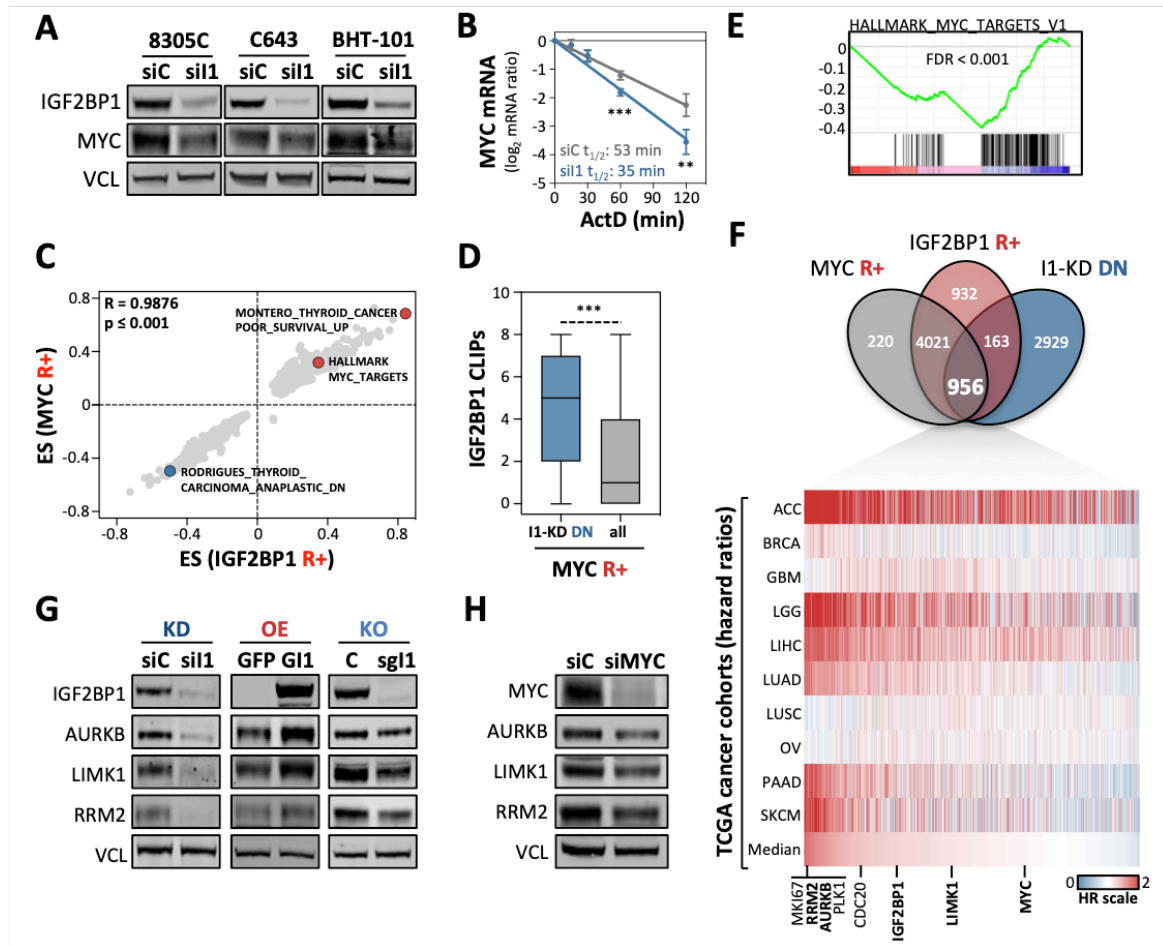 A
8305C C643 BHT-101
siC siI1 siC siI1 siC siI1
IGF2BP1
MYC
VCL
B
MYC mRNA
(log2 mRNA ratio)
0
-1
-2
-3
-4
-5
***
**
siC t1/2: 53 min
siI1 t1/2: 35 min
0 30 60 90 120
ActD (min)
E
HALLMARK_MYC_TARGETS_V1
FDR < 0.001
0
-0.1
-0.2
-0.3
-0.4
C
R = 0.9876
p ≤ 0.001
MONTERO_THYROID_CANCER
POOR_SURVIVAL_UP
HALLMARK
MYC_TARGETS
RODRIGUES_THYROID_
CARCINOMA_ANAPLASTIC_DN
ES (MYC R+)
0.8
0.4
0
-0.4
-0.8
-0.8 -0.4 0 0.4 0.8
ES (IGF2BP1 R+)
D
IGF2BP1 CLIPs
10
8
6
4
2
0
***
I1-KD DN all
MYC R+
F
IGF2BP1 R+
MYC R+ I1-KD DN
932
220 4021 163 2929
956
TCGA cancer cohorts (hazard ratios)
ACC
BRCA
GBM
LGG
LIHC
LUAD
LUSC
OV
PAAD
SKCM
Median
MKI67
RRM2
AURKB
PLK1
CDC20
IGF2BP1
LIMK1
MYC
0 2
HR scale
G
KD OE KO
siC siI1 GFP GI1 C sgI1
IGF2BP1
AURKB
LIMK1
RRM2
VCL
H
siC siMYC
MYC
AURKB
LIMK1
RRM2
VCL